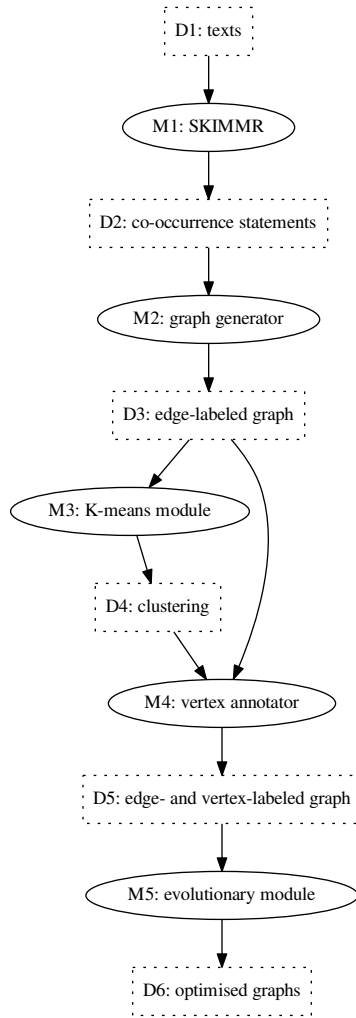 D1: texts
M1: SKIMMR
D2: co-occurrence statements
M2: graph generator
D3: edge-labeled graph
M3: K-means module
D4: clustering
M4: vertex annotator
D5: edge- and vertex-labeled graph
M5: evolutionary module
D6: optimised graphs